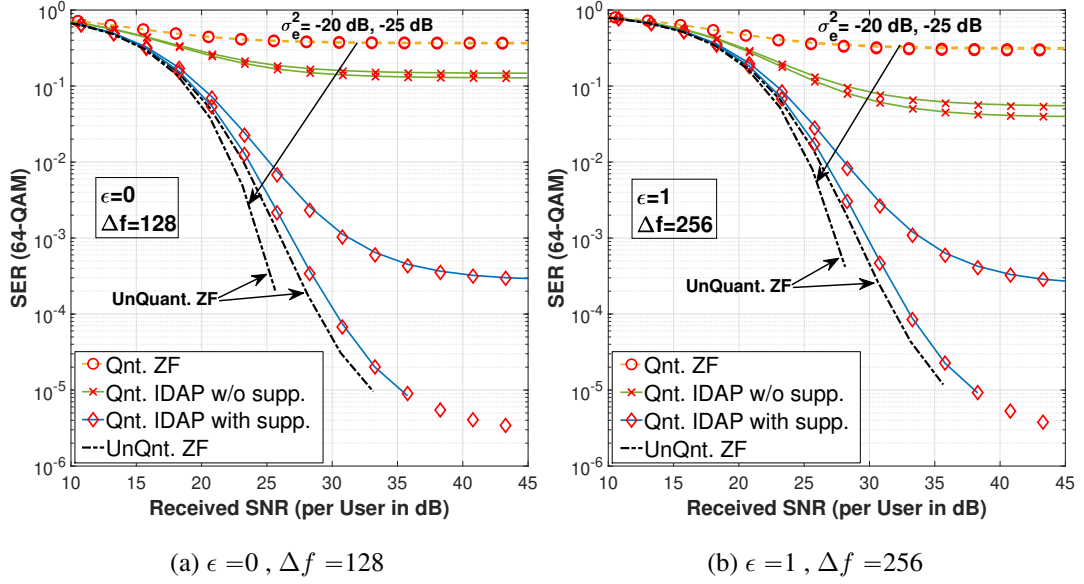 σₑ² = -20 dB, -25 dB
SER (64-QAM)
10⁰
10⁻¹
10⁻²
10⁻³
10⁻⁴
10⁻⁵
10⁻⁶
ϵ=0
Δf=128
UnQuant. ZF
Qnt. ZF
Qnt. IDAP w/o supp.
Qnt. IDAP with supp.
UnQnt. ZF
10 15 20 25 30 35 40 45
Received SNR (per User in dB)
(a) ϵ =0 , Δf =128
σₑ² = -20 dB, -25 dB
SER (64-QAM)
10⁰
10⁻¹
10⁻²
10⁻³
10⁻⁴
10⁻⁵
10⁻⁶
ϵ=1
Δf=256
UnQuant. ZF
Qnt. ZF
Qnt. IDAP w/o supp.
Qnt. IDAP with supp.
UnQnt. ZF
10 15 20 25 30 35 40 45
Received SNR (per User in dB)
(b) ϵ =1 , Δf =256